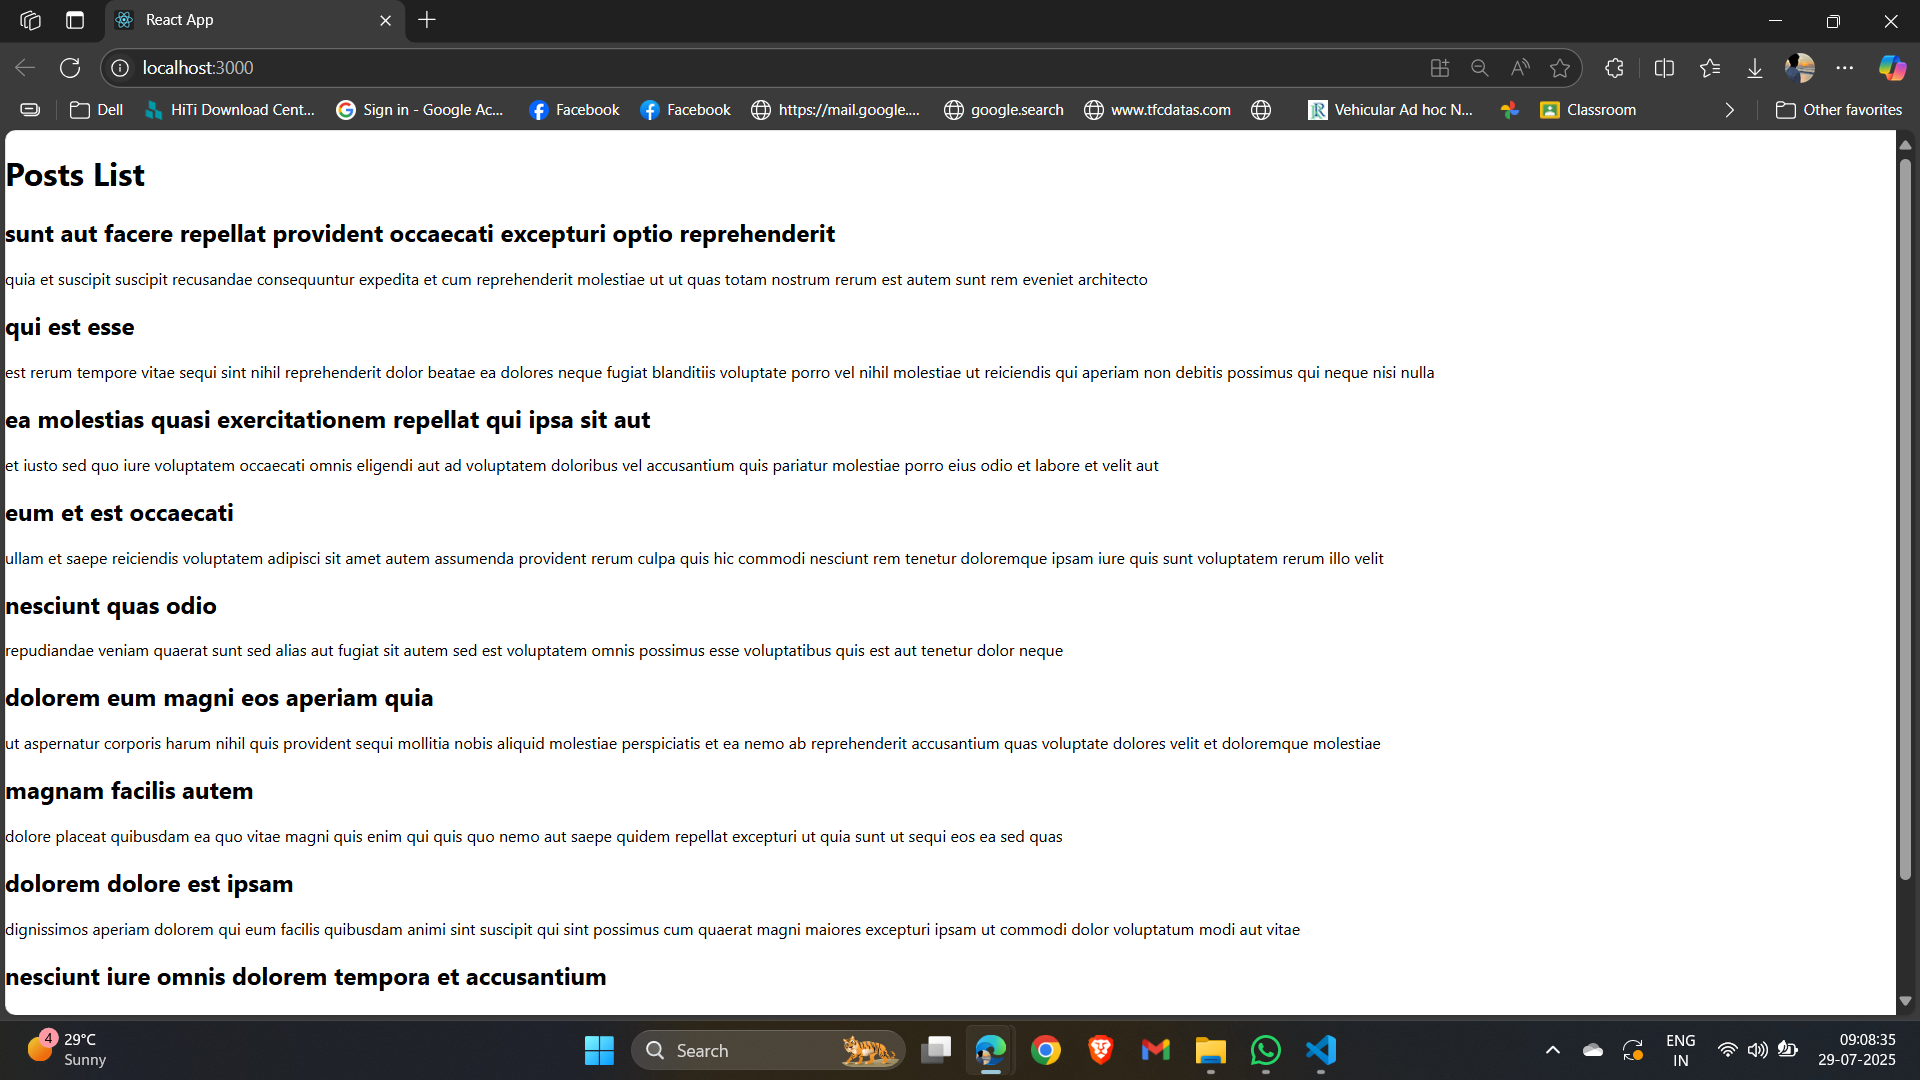 React App
localhost:3000
Dell
HiTi Download Cent...
Sign in - Google Ac...
Facebook
Facebook
https://mail.google....
google.search
www.tfcdatas.com
Vehicular Ad hoc N...
Classroom
Other favorites
Posts List
sunt aut facere repellat provident occaecati excepturi optio reprehenderit
quia et suscipit suscipit recusandae consequuntur expedita et cum reprehenderit molestiae ut ut quas totam nostrum rerum est autem sunt rem eveniet architecto
qui est esse
est rerum tempore vitae sequi sint nihil reprehenderit dolor beatae ea dolores neque fugiat blanditiis voluptate porro vel nihil molestiae ut reiciendis qui aperiam non debitis possimus qui neque nisi nulla
ea molestias quasi exercitationem repellat qui ipsa sit aut
et iusto sed quo iure voluptatem occaecati omnis eligendi aut ad voluptatem doloribus vel accusantium quis pariatur molestiae porro eius odio et labore et velit aut
eum et est occaecati
ullam et saepe reiciendis voluptatem adipisci sit amet autem assumenda provident rerum culpa quis hic commodi nesciunt rem tenetur doloremque ipsam iure quis sunt voluptatem rerum illo velit
nesciunt quas odio
repudiandae veniam quaerat sunt sed alias aut fugiat sit autem sed est voluptatem omnis possimus esse voluptatibus quis est aut tenetur dolor neque
dolorem eum magni eos aperiam quia
ut aspernatur corporis harum nihil quis provident sequi mollitia nobis aliquid molestiae perspiciatis et ea nemo ab reprehenderit accusantium quas voluptate dolores velit et doloremque molestiae
magnam facilis autem
dolore placeat quibusdam ea quo vitae magni quis enim qui quis quo nemo aut saepe quidem repellat excepturi ut quia sunt ut sequi eos ea sed quas
dolorem dolore est ipsam
dignissimos aperiam dolorem qui eum facilis quibusdam animi sint suscipit qui sint possimus cum quaerat magni maiores excepturi ipsam ut commodi dolor voluptatum modi aut vitae
nesciunt iure omnis dolorem tempora et accusantium
4
29°C
Sunny
Search
ENG
IN
09:08:35
29-07-2025